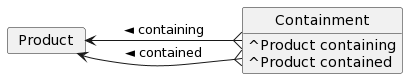 Product
◄ containing
◄ contained
Containment
^Product containing
^Product contained